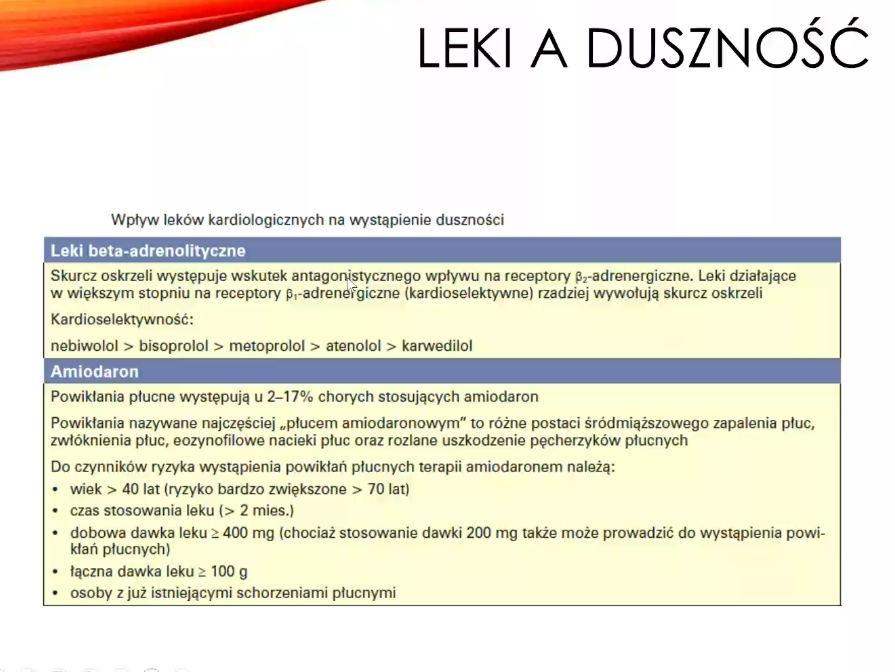 LEKI A DUSZNOŚĆ
Wpływ leków kardiologicznych na wystąpienie duszności
Leki beta-adrenolityczne
Skurcz oskrzeli występuje wskutek antagonistycznego wpływu na receptory β₂-adrenergiczne. Leki działające
w większym stopniu na receptory β₁-adrenergiczne (kardioselektywne) rzadziej wywołują skurcz oskrzeli
Kardioselektywność:
nebiwolol > bisoprolol > metoprolol > atenolol > karwedilol
Amiodaron
Powikłania płucne występują u 2–17% chorych stosujących amiodaron
Powikłania nazywane najczęściej „płucem amiodaronowym” to różne postaci śródmiąższowego zapalenia płuc,
zwłóknienia płuc, eozynofilowe nacieki płuc oraz rozlane uszkodzenie pęcherzyków płucnych
Do czynników ryzyka wystąpienia powikłań płucnych terapii amiodaronem należą:
• wiek > 40 lat (ryzyko bardzo zwiększone > 70 lat)
• czas stosowania leku (> 2 mies.)
• dobowa dawka leku ≥ 400 mg (chociaż stosowanie dawki 200 mg także może prowadzić do wystąpienia powi-
kłań płucnych)
• łączna dawka leku ≥ 100 g
• osoby z już istniejącymi schorzeniami płucnymi